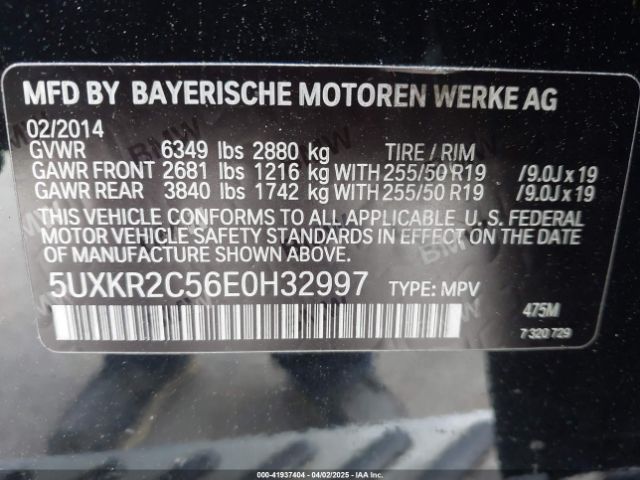 MFD BY BAYERISCHE MOTOREN WERKE AG
02/2014
GVWR 6349 lbs 2880 kg TIRE / RIM
GAWR FRONT 2681 lbs 1216 kg WITH 255/50 R19 /9.0J x 19
GAWR REAR 3840 lbs 1742 kg WITH 255/50 R19 /9.0J x 19
THIS VEHICLE CONFORMS TO ALL APPLICABLE U. S. FEDERAL
MOTOR VEHICLE SAFETY STANDARDS IN EFFECT ON THE DATE
OF MANUFACTURE SHOWN ABOVE.
5UXKR2C56E0H32997 TYPE: MPV 475M
7 320 729
000-41937404 - 04/02/2025 - IAAI.COM